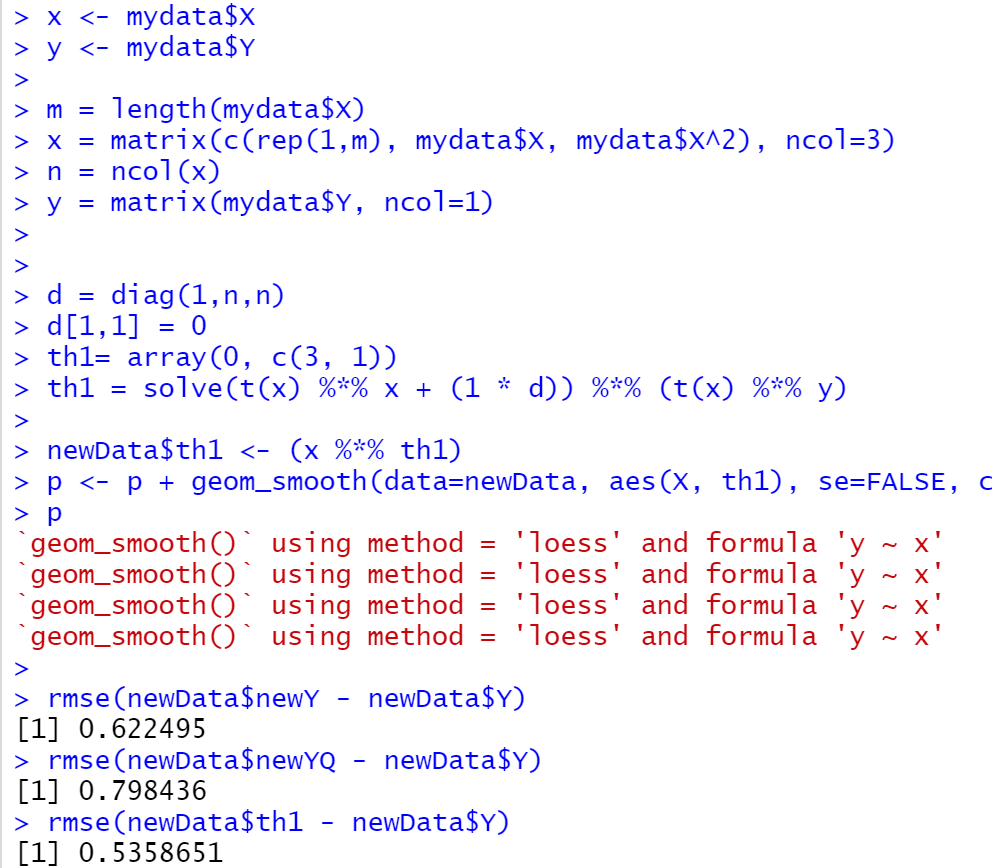 > x <- mydata$X
> y <- mydata$Y
>
> m = length(mydata$X)
> x = matrix(c(rep(1,m), mydata$X, mydata$X^2), ncol=3)
> n = ncol(x)
> y = matrix(mydata$Y, ncol=1)
>
>
> d = diag(1,n,n)
> d[1,1] = 0
> th1= array(0, c(3, 1))
> th1 = solve(t(x) %*% x + (1 * d)) %*% (t(x) %*% y)
>
> newData$th1 <- (x %*% th1)
> p <- p + geom_smooth(data=newData, aes(X, th1), se=FALSE, c
> p
`geom_smooth()` using method = 'loess' and formula 'y ~ x'
`geom_smooth()` using method = 'loess' and formula 'y ~ x'
`geom_smooth()` using method = 'loess' and formula 'y ~ x'
`geom_smooth()` using method = 'loess' and formula 'y ~ x'
>
> rmse(newData$newY - newData$Y)
[1] 0.622495
> rmse(newData$newYQ - newData$Y)
[1] 0.798436
> rmse(newData$th1 - newData$Y)
[1] 0.5358651